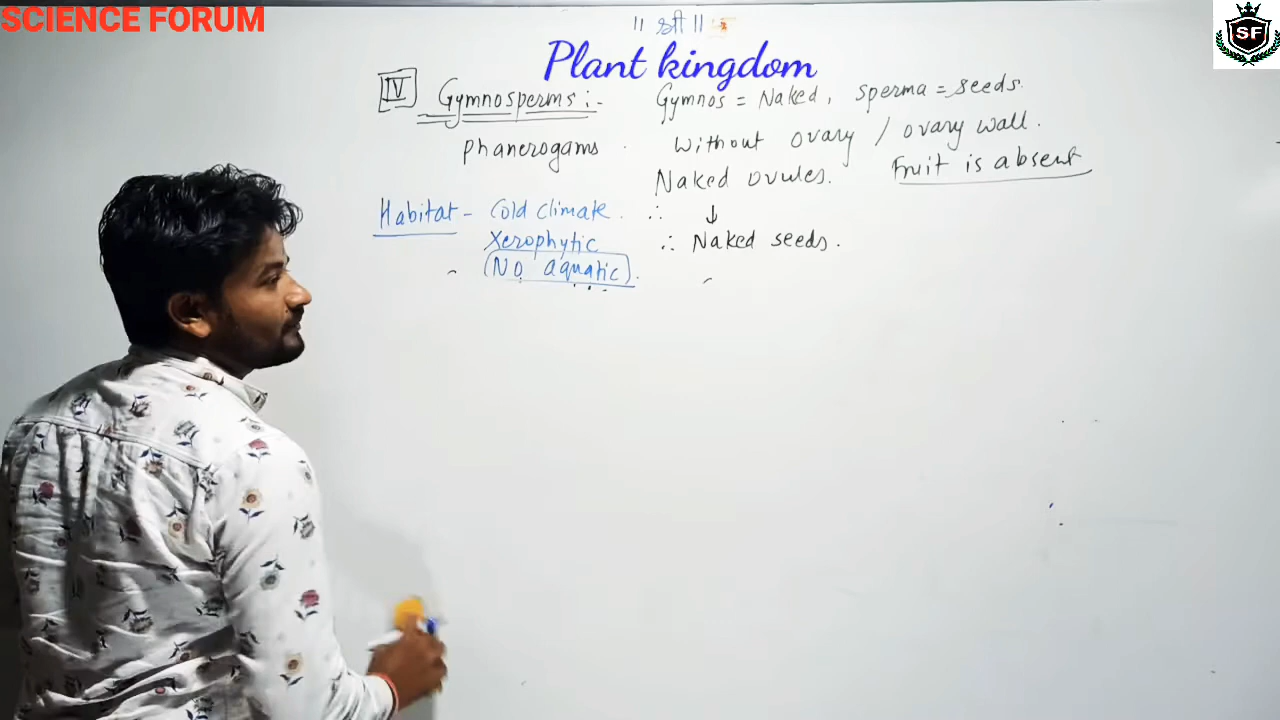 SCIENCE FORUM
|| श्री ||
SF
Plant kingdom
IV Gymnosperms :- Gymnos = Naked, sperma = seeds.
Phanerogams. Without ovary / ovary wall.
Naked ovules. Fruit is absent
Habitat - Cold climate. ∴ ↓
Xerophytic ∴ Naked seeds.
(No aquatic).